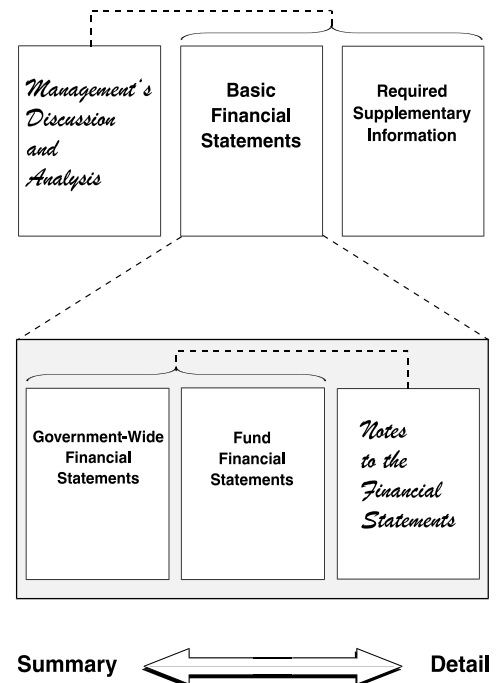 Management's
Discussion
and
Analysis
Basic
Financial
Statements
Required
Supplementary
Information
Government-Wide
Financial
Statements
Fund
Financial
Statements
Notes
to the
Financial
Statements
Summary
Detail